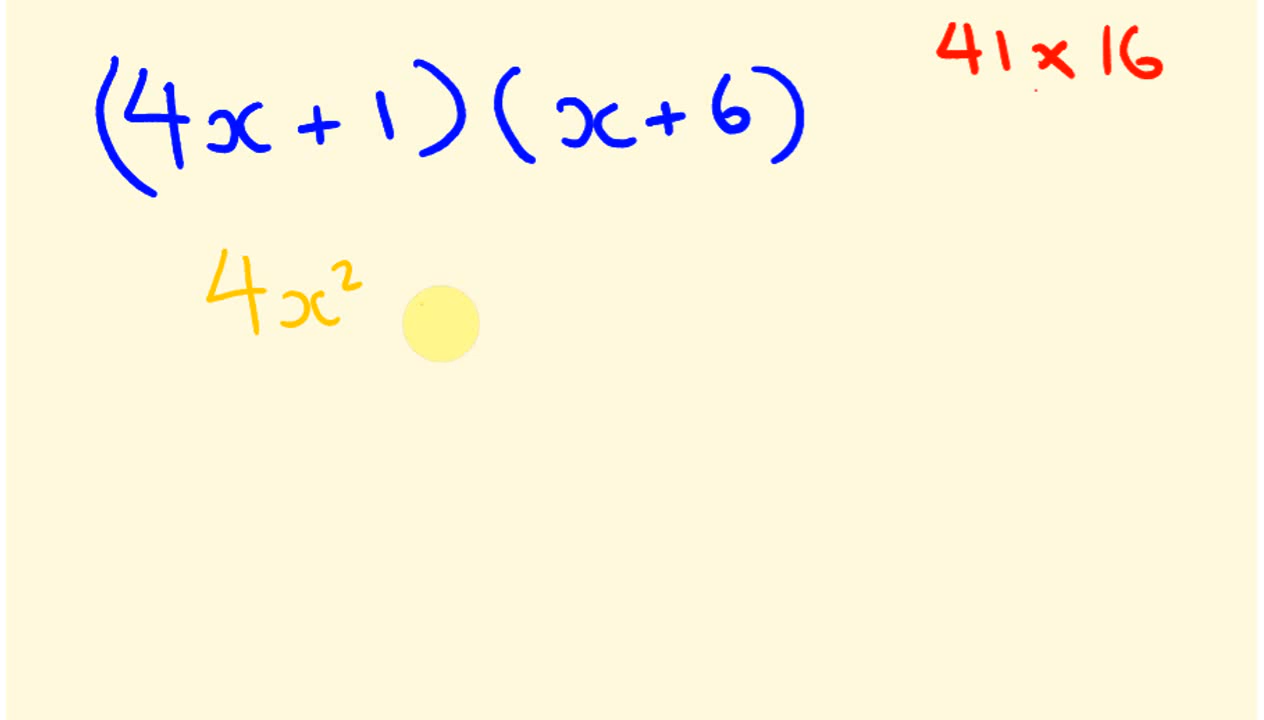 41 x 16
(4x + 1)(x + 6)
4x²